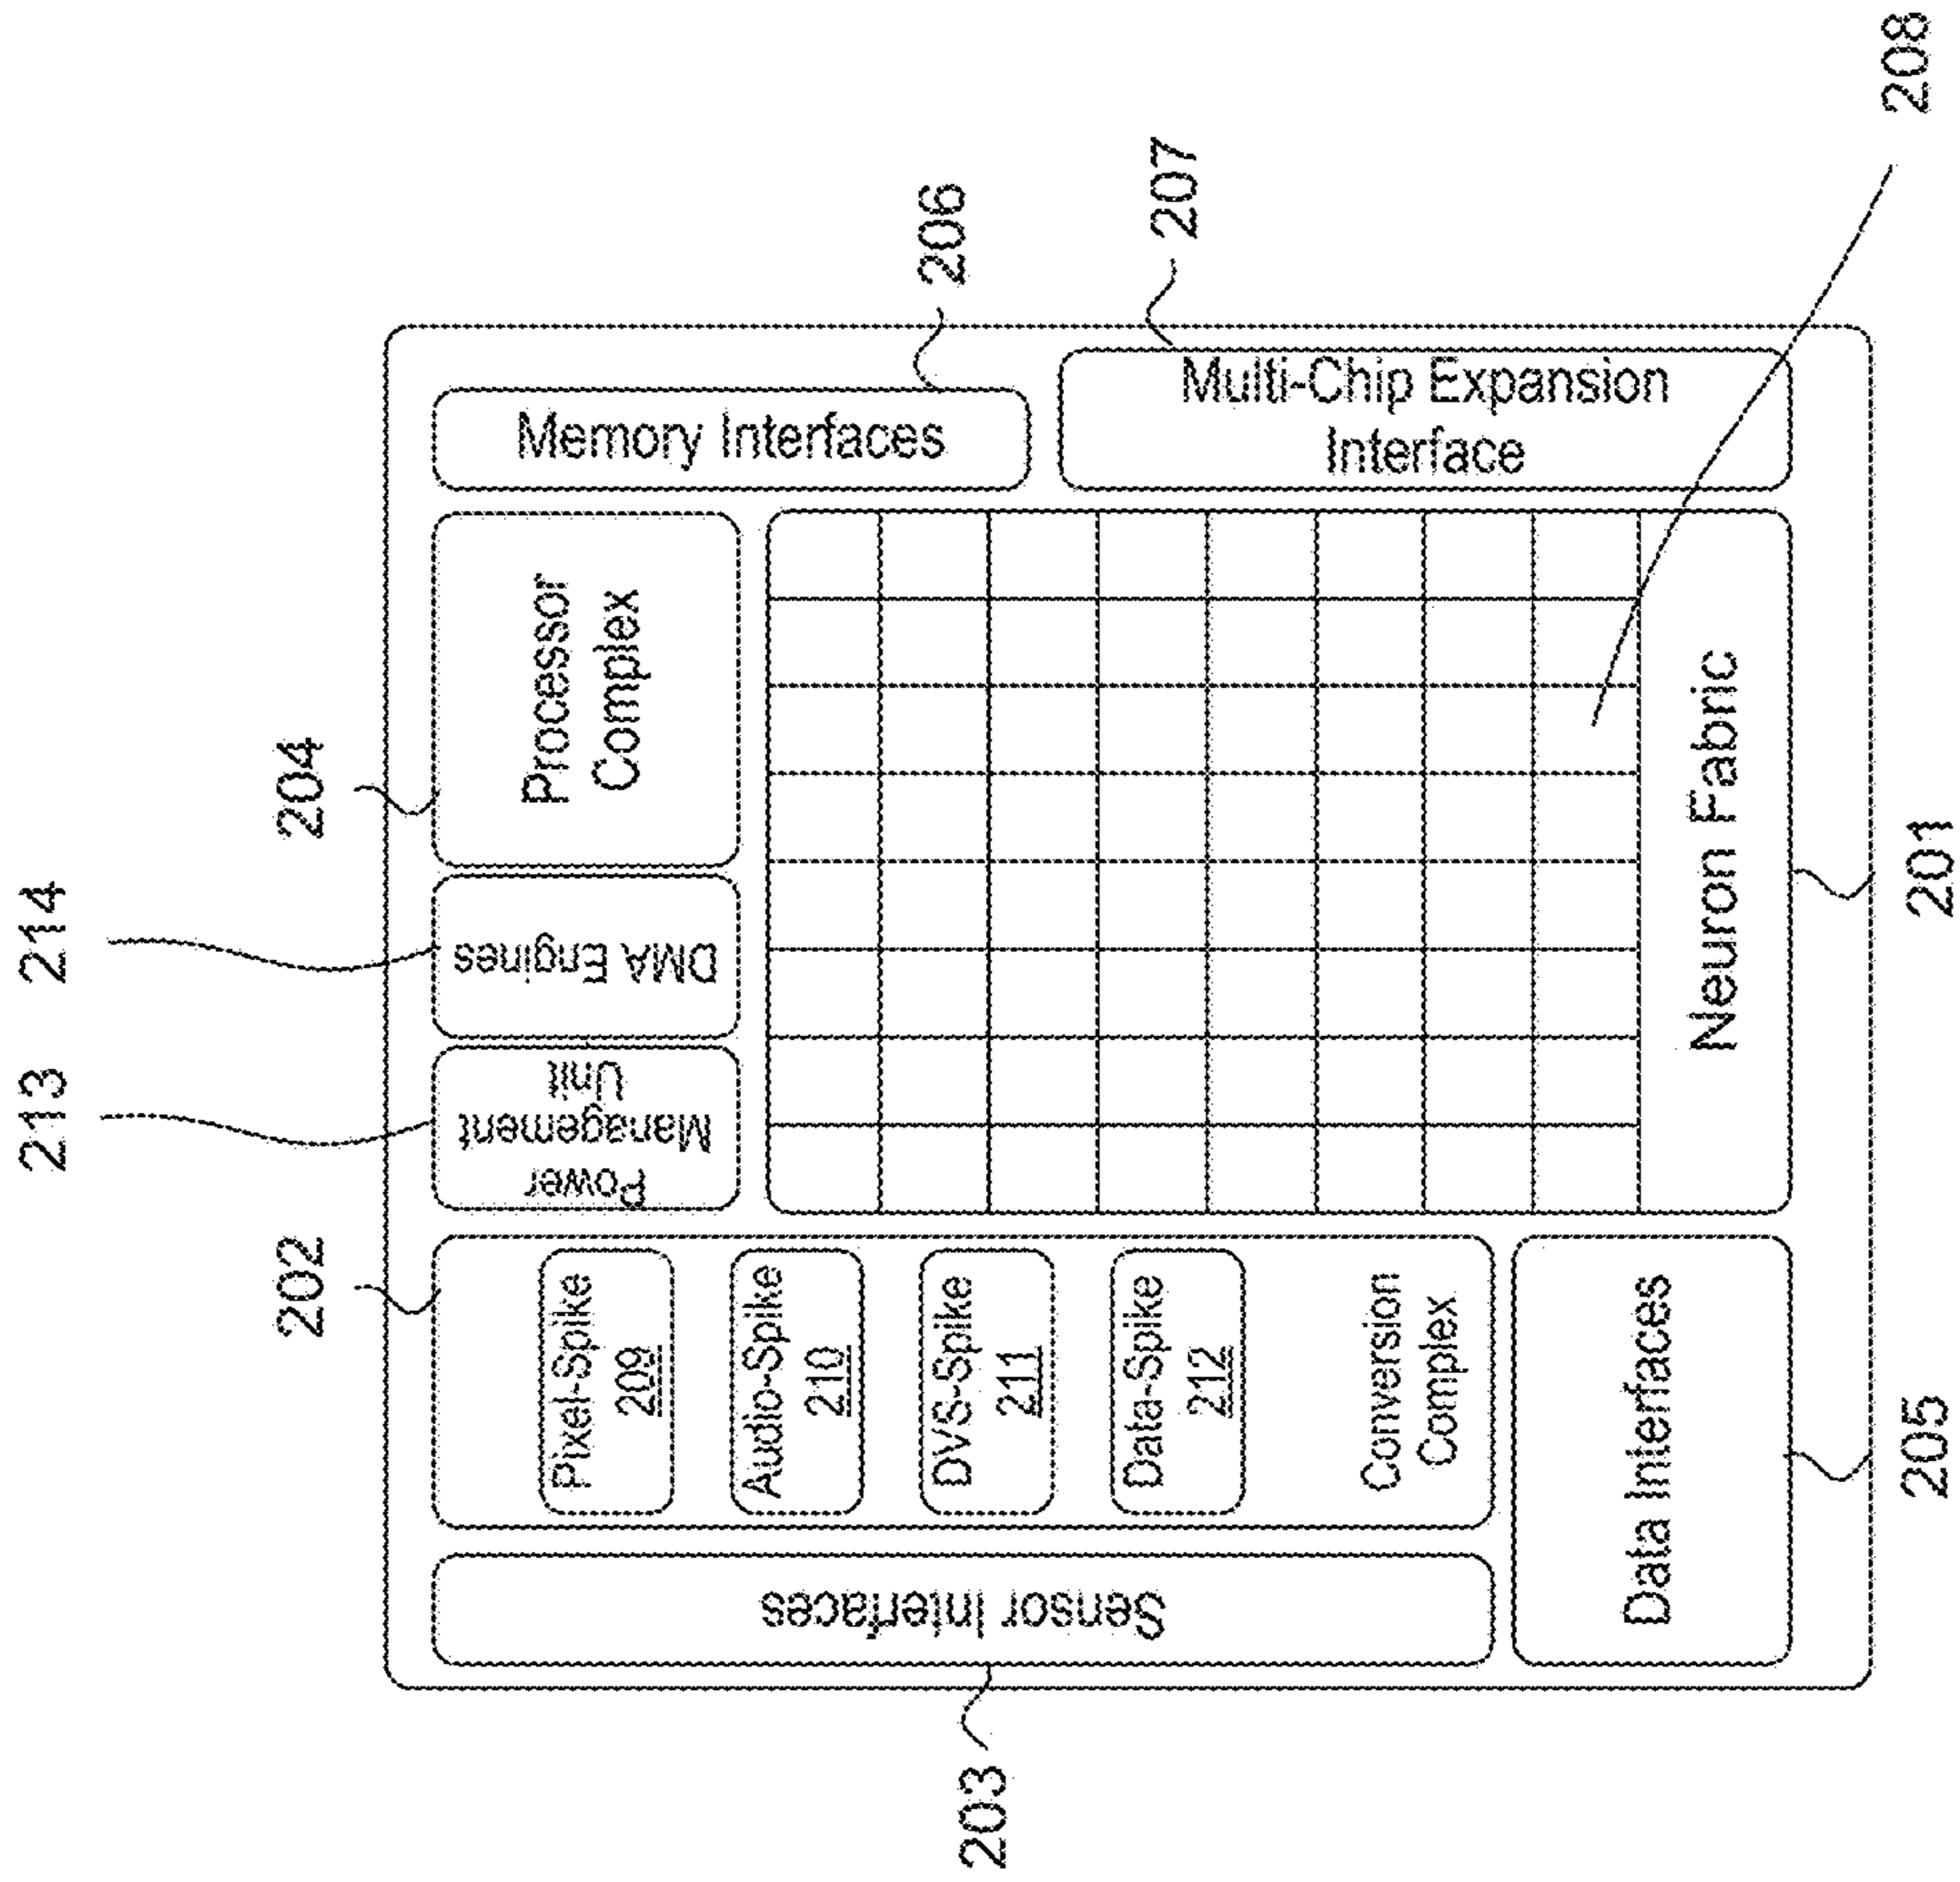 213
214
204
202
Power
Management
Unit
DMA Engines
Processor
Complex
Memory Interfaces
206
Multi-Chip Expansion
Interface
207
208
Sensor Interfaces
203
Pixel-Spike
209
Audio-Spike
210
DVS-Spike
211
Data-Spike
212
Conversion
Complex
Data Interfaces
205
Neuron Fabric
201